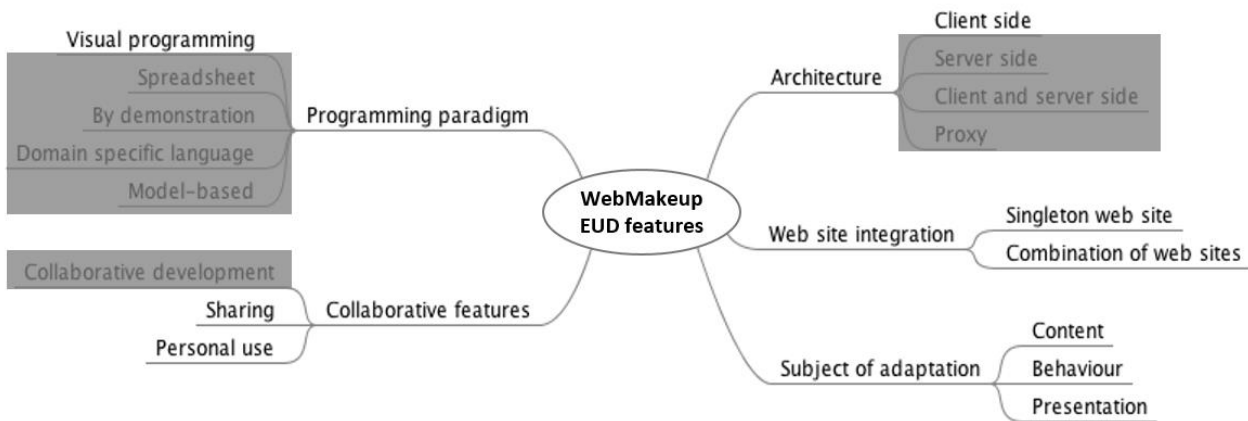 Visual programming
Spreadsheet
By demonstration
Domain specific language
Model-based
Programming paradigm
Collaborative development
Sharing
Personal use
Collaborative features
WebMakeup
EUD features
Architecture
Client side
Server side
Client and server side
Proxy
Web site integration
Singleton web site
Combination of web sites
Subject of adaptation
Content
Behaviour
Presentation